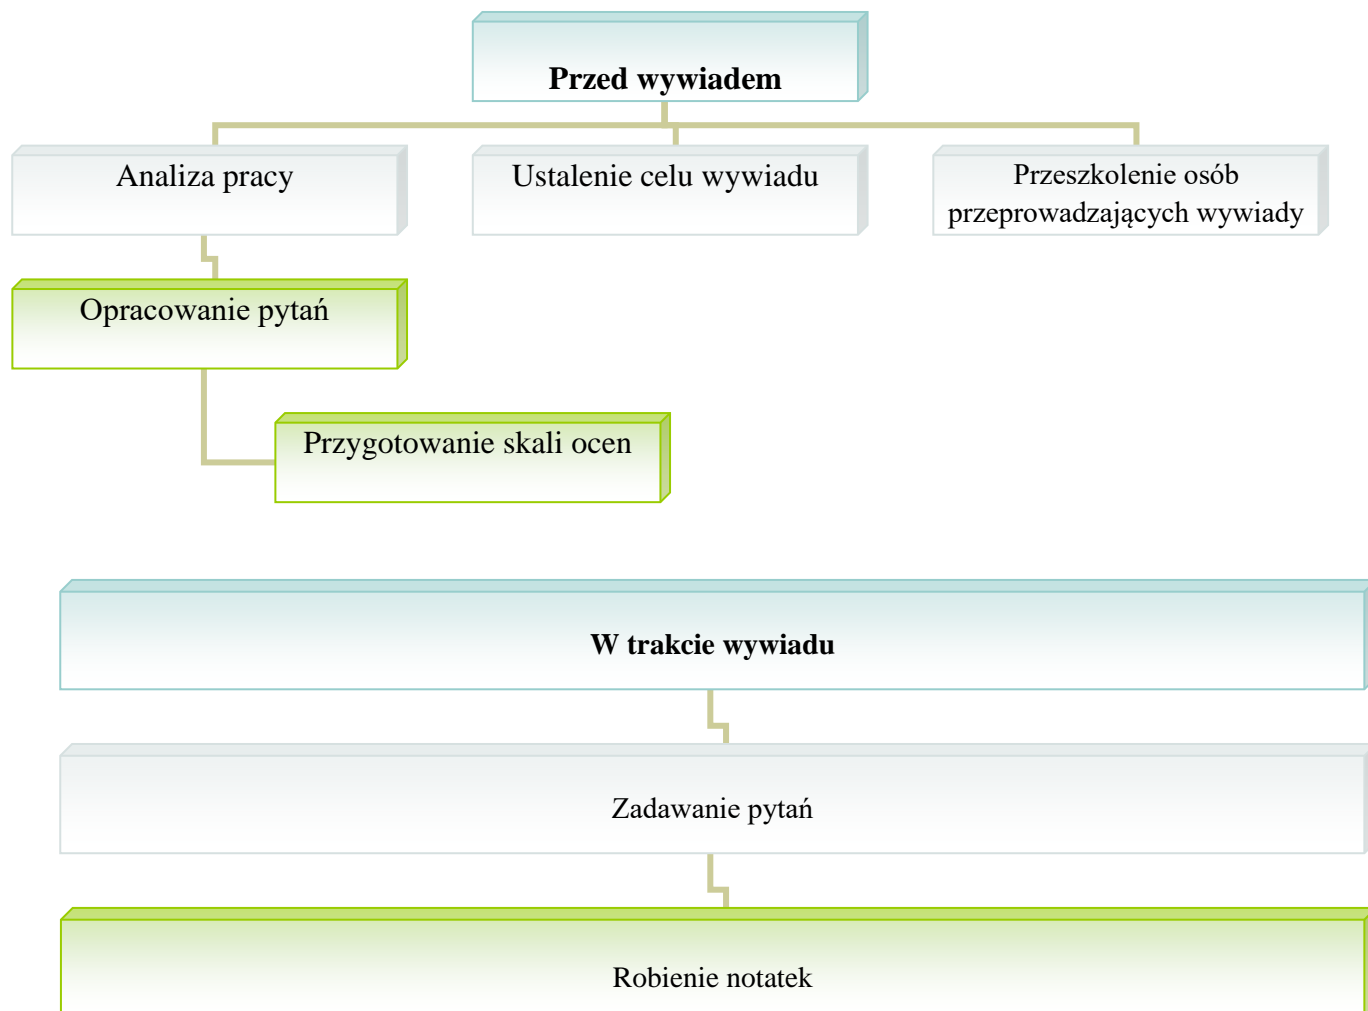 Przed wywiadem
Analiza pracy
Ustalenie celu wywiadu
Przeszkolenie osób
przeprowadzających wywiady
Opracowanie pytań
Przygotowanie skali ocen
W trakcie wywiadu
Zadawanie pytań
Robienie notatek